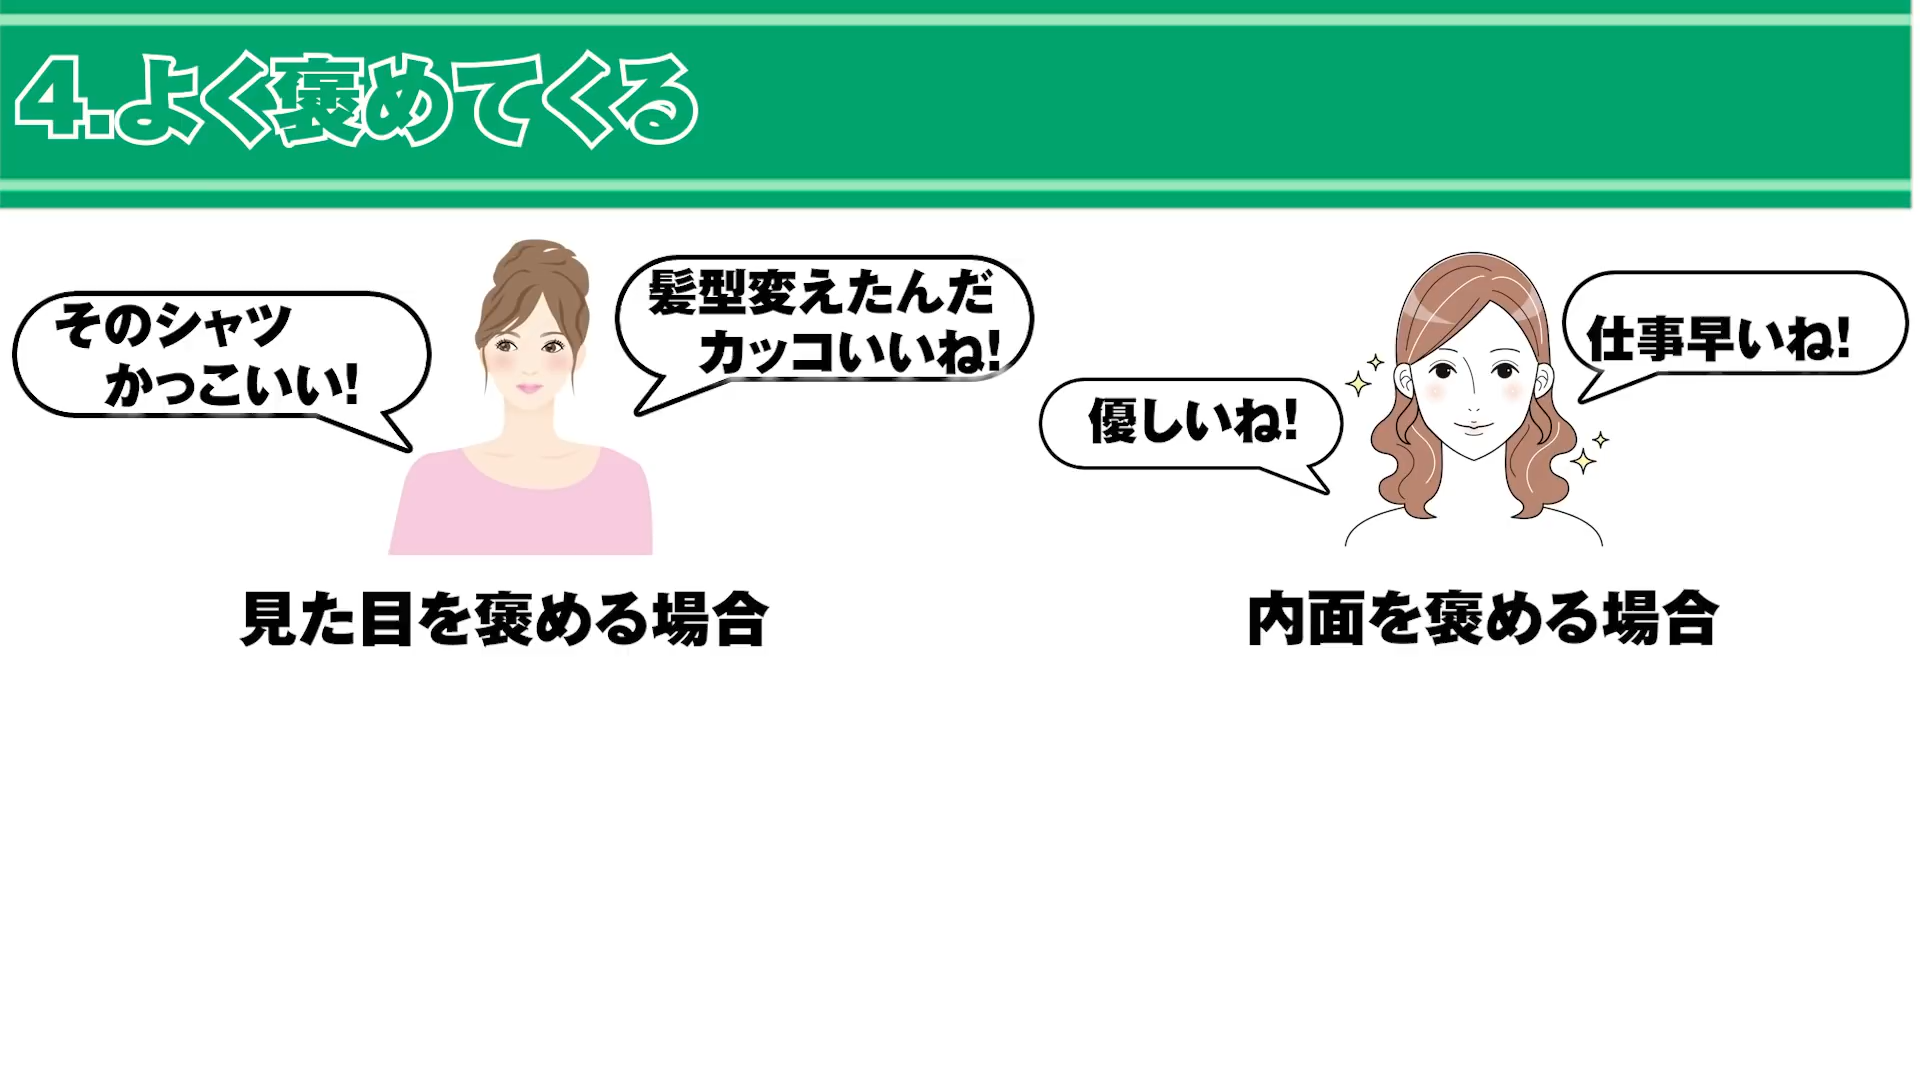 4.よく褒めてくる
そのシャツ
かっこいい!
髪型変えたんだ
カッコいいね!
優しいね!
仕事早いね!
見た目を褒める場合
内面を褒める場合